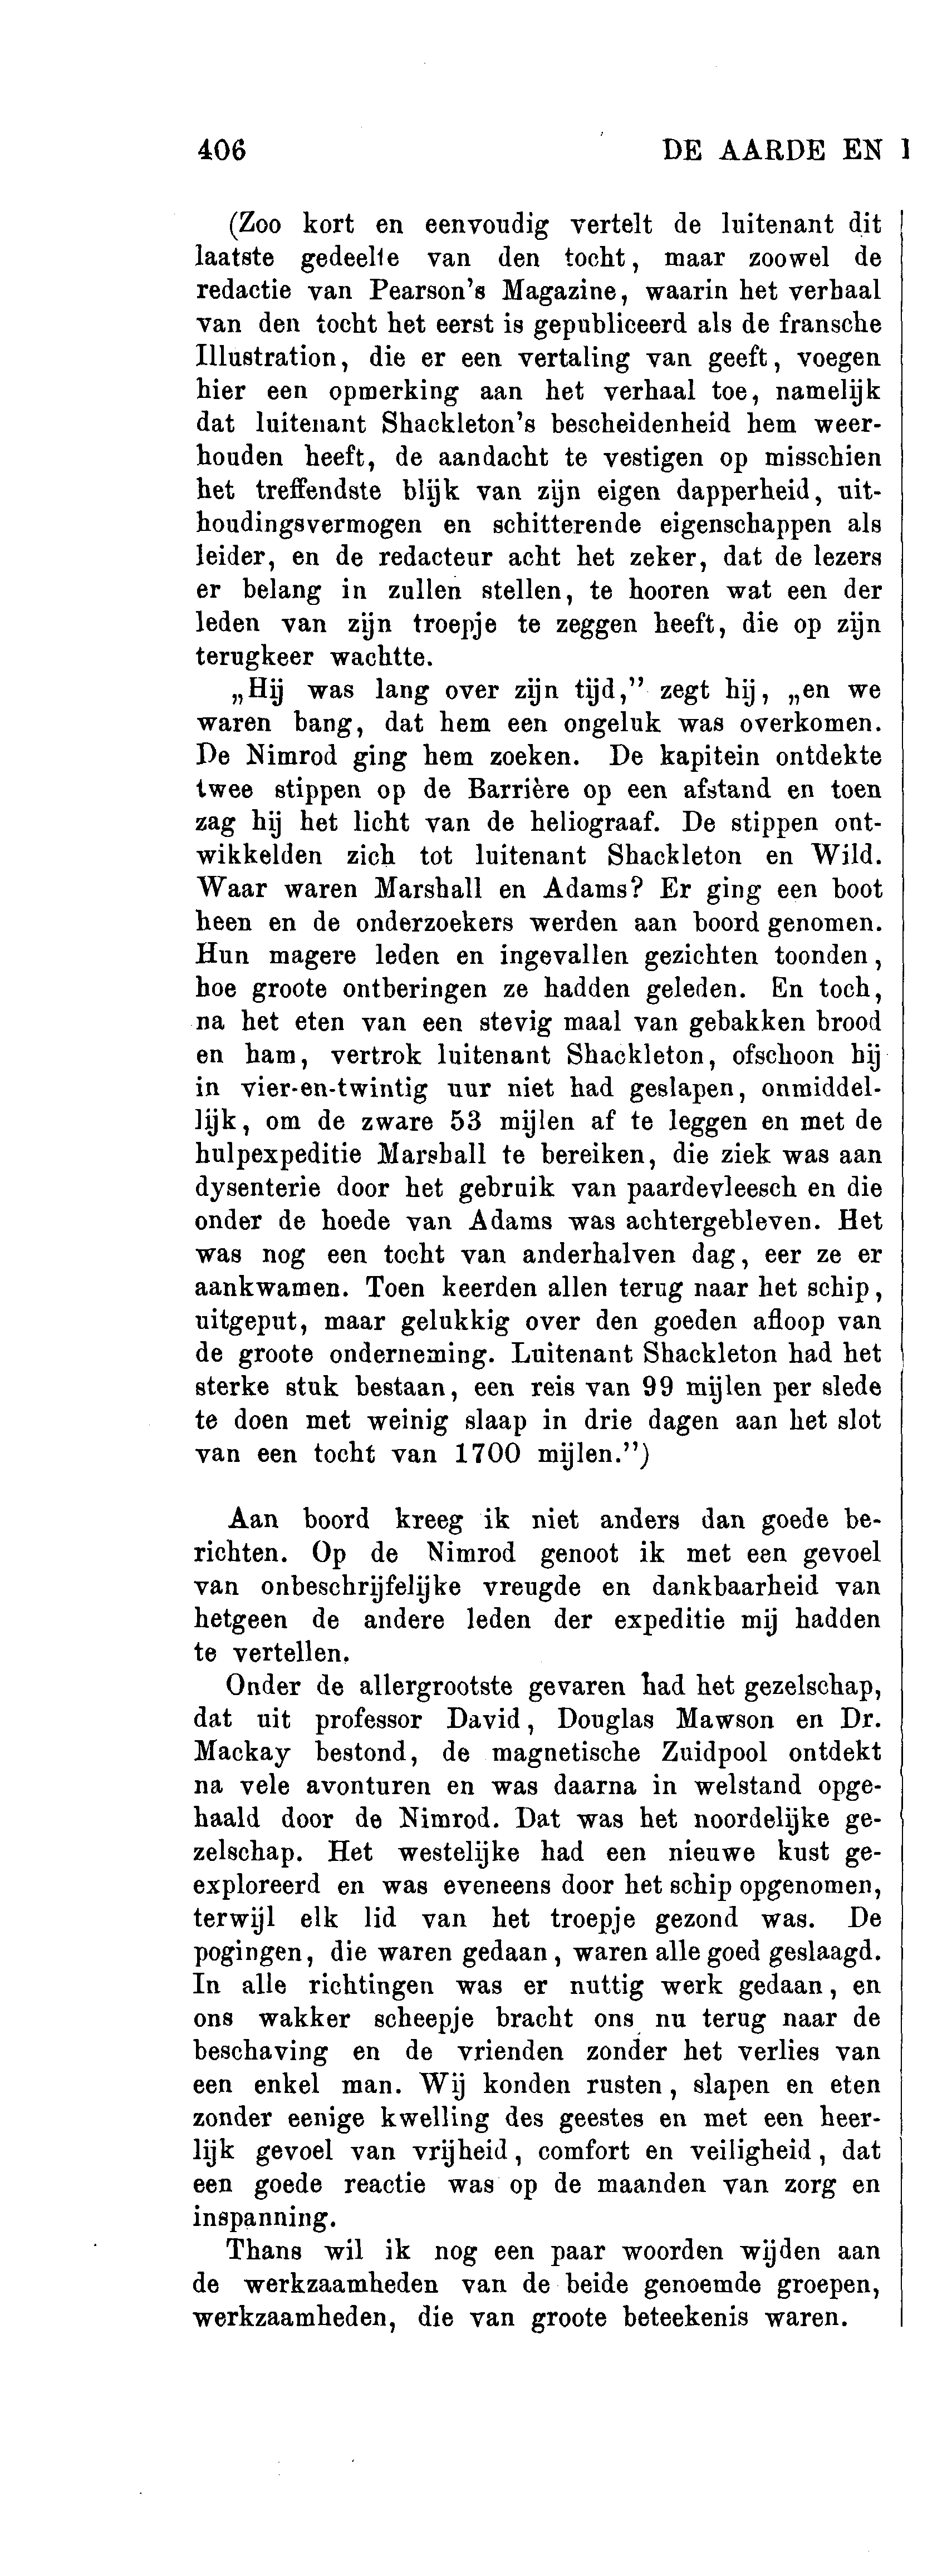 406 DE AARDE EN
(Zoo kort en eenvoudig vertelt de luitenant dit
laatste gedeelte van den tocht, maar zoowel de
redactie van Pearson's Magazine, waarin het verhaal
van den tocht het eerst is gepubliceerd als de fransche
Illustration, die er een vertaling van geeft, voegen
hier een opmerking aan het verhaal toe, namelijk
dat luitenant Shackleton's bescheidenheid hem weer-
houden heeft, de aandacht te vestigen op misschien
het treffendste blijk van zijn eigen dapperheid, uit-
houdingsvermogen en schitterende eigenschappen als
leider, en de redacteur acht het zeker, dat de lezers
er belang in zullen stellen, te hooren wat een der
leden van zijn troepje te zeggen heeft, die op zijn
terugkeer wachtte.
„Hij was lang over zijn tijd,” zegt hij, „en we
waren bang, dat hem een ongeluk was overkomen.
De Nimrod ging hem zoeken. De kapitein ontdekte
twee stippen op de Barrière op een afstand en toen
zag hij het licht van de heliograaf. De stippen ont-
wikkelden zich tot luitenant Shackleton en Wild.
Waar waren Marshall en Adams? Er ging een boot
heen en de onderzoekers werden aan boord genomen.
Hun magere leden en ingevallen gezichten toonden,
hoe groote ontberingen ze hadden geleden. En toch,
na het eten van een stevig maal van gebakken brood
en ham, vertrok luitenant Shackleton, ofschoon hij
in vier-en-twintig uur niet had geslapen, onmiddel-
lijk, om de zware 53 mijlen af te leggen en met de
hulpexpeditie Marshall te bereiken, die ziek was aan
dysenterie door het gebruik van paardevleesch en die
onder de hoede van Adams was achtergebleven. Het
was nog een tocht van anderhalven dag, eer ze er
aankwamen. Toen keerden allen terug naar het schip,
uitgeput, maar gelukkig over den goeden afloop van
de groote onderneming. Luitenant Shackleton had het
sterke stuk bestaan, een reis van 99 mijlen per slede
te doen met weinig slaap in drie dagen aan het slot
van een tocht van 1700 mijlen.”)
Aan boord kreeg ik niet anders dan goede be-
richten. Op de Nimrod genoot ik met een gevoel
van onbeschrijfelijke vreugde en dankbaarheid van
hetgeen de andere leden der expeditie mij hadden
te vertellen.
Onder de allergrootste gevaren had het gezelschap,
dat uit professor David, Douglas Mawson en Dr.
Mackay bestond, de magnetische Zuidpool ontdekt
na vele avonturen en was daarna in welstand opge-
haald door de Nimrod. Dat was het noordelijke ge-
zelschap. Het westelijke had een nieuwe kust ge-
exploreerd en was eveneens door het schip opgenomen,
terwijl elk lid van het troepje gezond was. De
pogingen, die waren gedaan, waren alle goed geslaagd.
In alle richtingen was er nuttig werk gedaan, en
ons wakker scheepje bracht ons nu terug naar de
beschaving en de vrienden zonder het verlies van
een enkel man. Wij konden rusten, slapen en eten
zonder eenige kwelling des geestes en met een heer-
lijk gevoel van vrijheid, comfort en veiligheid, dat
een goede reactie was op de maanden van zorg en
inspanning.
Thans wil ik nog een paar woorden wijden aan
de werkzaamheden van de beide genoemde groepen,
werkzaamheden, die van groote beteekenis waren.